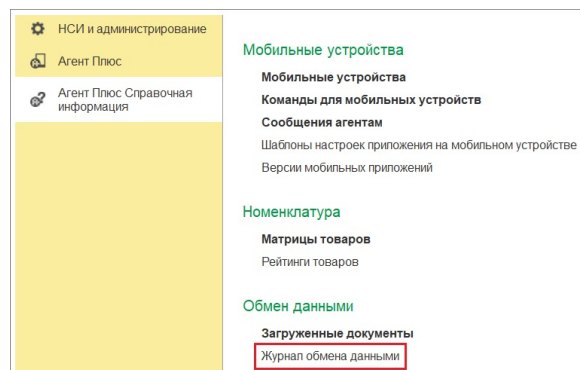 НСИ и администрирование
Агент Плюс
Агент Плюс Справочная
информация
Мобильные устройства
Мобильные устройства
Команды для мобильных устройств
Сообщения агентам
Шаблоны настроек приложения на мобильном устройстве
Версии мобильных приложений
Номенклатура
Матрицы товаров
Рейтинги товаров
Обмен данными
Загруженные документы
Журнал обмена данными